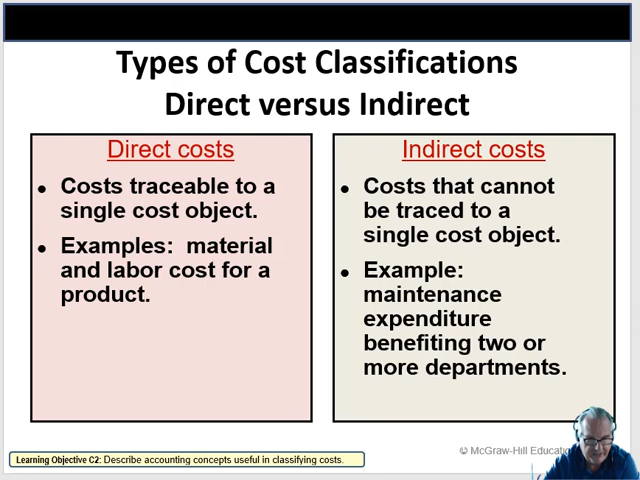 Types of Cost Classifications
Direct versus Indirect
Direct costs
• Costs traceable to a
single cost object.
• Examples:  material
and labor cost for a
product.
Indirect costs
• Costs that cannot
be traced to a
single cost object.
• Example:
maintenance
expenditure
benefiting two or
more departments.
© McGraw-Hill Education
Learning Objective C2: Describe accounting concepts useful in classifying costs.